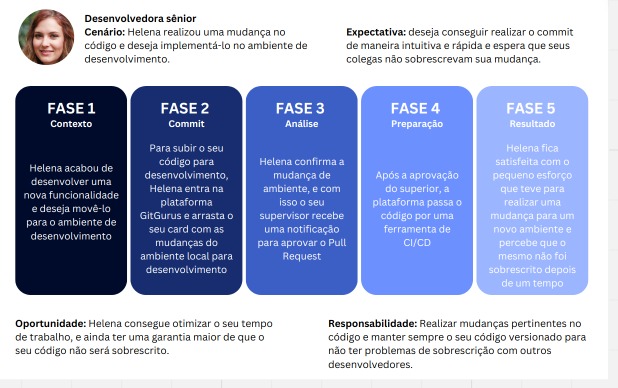 Desenvolvedora sênior
Cenário: Helena realizou uma mudança no
código e deseja implementá-lo no ambiente de
desenvolvimento.
Expectativa: deseja conseguir realizar o commit
de maneira intuitiva e rápida e espera que seus
colegas não sobrescrevam sua mudança.
FASE 1
Contexto
Helena acabou de
desenvolver uma
nova funcionalidade
e deseja movê-lo
para o ambiente de
desenvolvimento
FASE 2
Commit
Para subir o seu
código para
desenvolvimento,
Helena entra na
plataforma
GitGurus e arrasta o
seu card com as
mudanças do
ambiente local para
desenvolvimento
FASE 3
Análise
Helena confirma a
mudança de
ambiente, e com
isso o seu
supervisor recebe
uma notificação
para aprovar o Pull
Request
FASE 4
Preparação
Após a aprovação
do superior, a
plataforma passa o
código por uma
ferramenta de
CI/CD
FASE 5
Resultado
Helena fica
satisfeita com o
pequeno esforço
que teve para
realizar uma
mudança para um
novo ambiente e
percebe que o
mesmo não foi
sobrescrito depois
de um tempo
Oportunidade: Helena consegue otimizar o seu tempo
de trabalho, e ainda ter uma garantia maior de que o
seu código não será sobrescrito.
Responsabilidade: Realizar mudanças pertinentes no
código e manter sempre o seu código versionado para
não ter problemas de sobrescrição com outros
desenvolvedores.